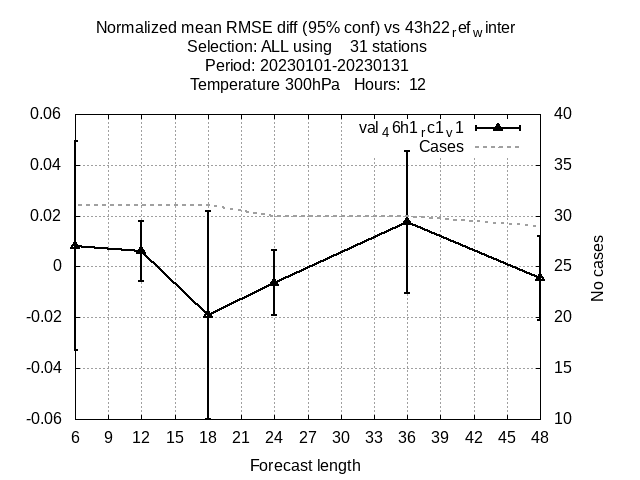 Normalized mean RMSE diff (95% conf) vs 43h22refwinter
Selection: ALL using 31 stations
Period: 20230101-20230131
Temperature 300hPa Hours: 12
0.06
0.04
0.02
0
-0.02
-0.04
-0.06
40
35
30
25
20
15
10
val46h1rc1v1
Cases
No cases
6 9 12 15 18 21 24 27 30 33 36 39 42 45 48
Forecast length